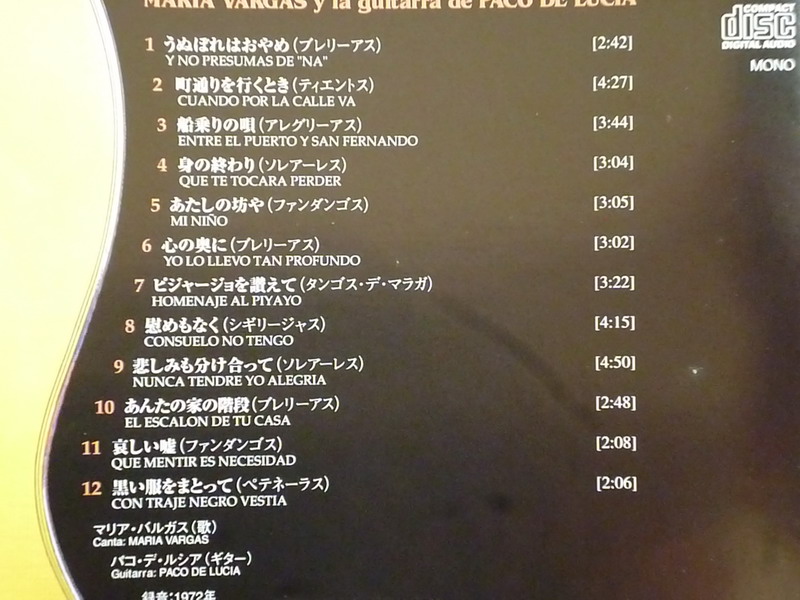 MARIA VARGAS y la guitarra de PACO DE LUCIA
COMPACT
disc
DIGITAL AUDIO
MONO
1 うぬぼれはおやめ(ブレリーアス) [2:42]
Y NO PRESUMAS DE "NA"
2 町通りを行くとき(ティエントス) [4:27]
CUANDO POR LA CALLE VA
3 船乗りの唄(アレグリーアス) [3:44]
ENTRE EL PUERTO Y SAN FERNANDO
4 身の終わり(ソレアーレス) [3:04]
QUE TE TOCARA PERDER
5 あたしの坊や(ファンダンゴス) [3:05]
MI NIÑO
6 心の奥に(ブレリーアス) [3:02]
YO LO LLEVO TAN PROFUNDO
7 ピジャージョを讃えて(タンゴス・デ・マラガ) [3:22]
HOMENAJE AL PIYAYO
8 慰めもなく(シギリージャス) [4:15]
CONSUELO NO TENGO
9 悲しみも分け合って(ソレアーレス) [4:50]
NUNCA TENDRE YO ALEGRIA
10 あんたの家の階段(ブレリーアス) [2:48]
EL ESCALON DE TU CASA
11 哀しい嘘(ファンダンゴス) [2:08]
QUE MENTIR ES NECESIDAD
12 黒い服をまとって(ペテネーラス) [2:06]
CON TRAJE NEGRO VESTIA
マリア・バルガス(歌)
Canta: MARIA VARGAS
パコ・デ・ルシア(ギター)
Guitarra: PACO DE LUCIA
録音:1972年